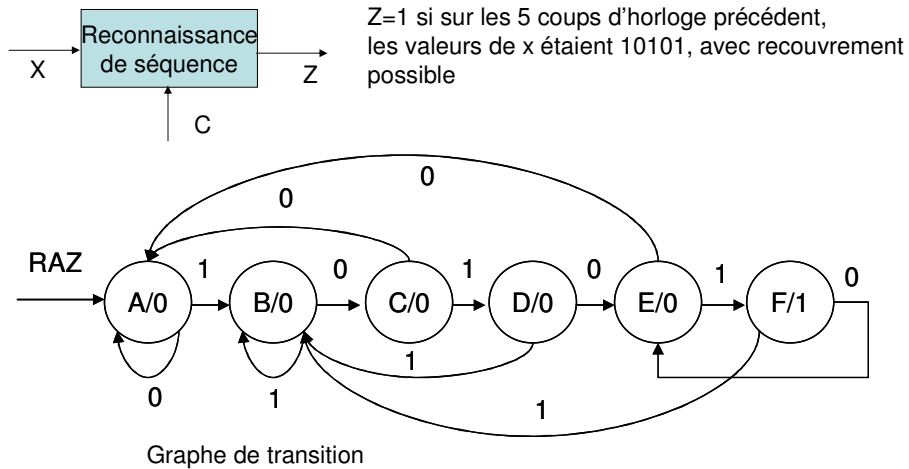 Reconnaissance
de séquence
X
Z
C
Z=1 si sur les 5 coups d'horloge précédent,
les valeurs de x étaient 10101, avec recouvrement
possible
0
0
RAZ
1
0
1
0
1
0
A/0
B/0
C/0
D/0
E/0
F/1
1
0
1
1
Graphe de transition